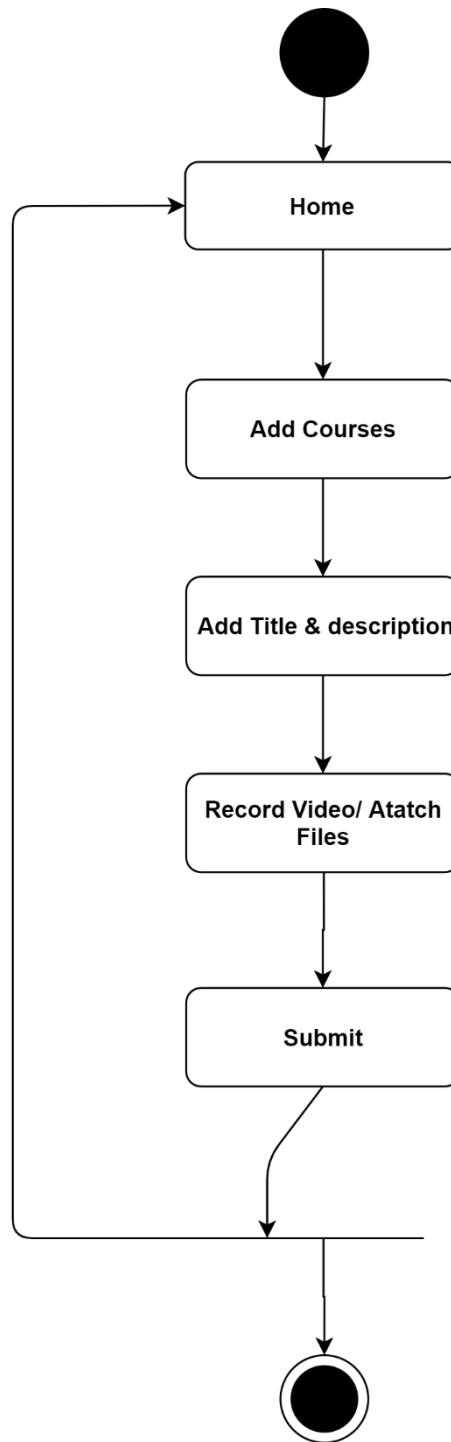 Home
Add Courses
Add Title & description
Record Video/ Atatch
Files
Submit